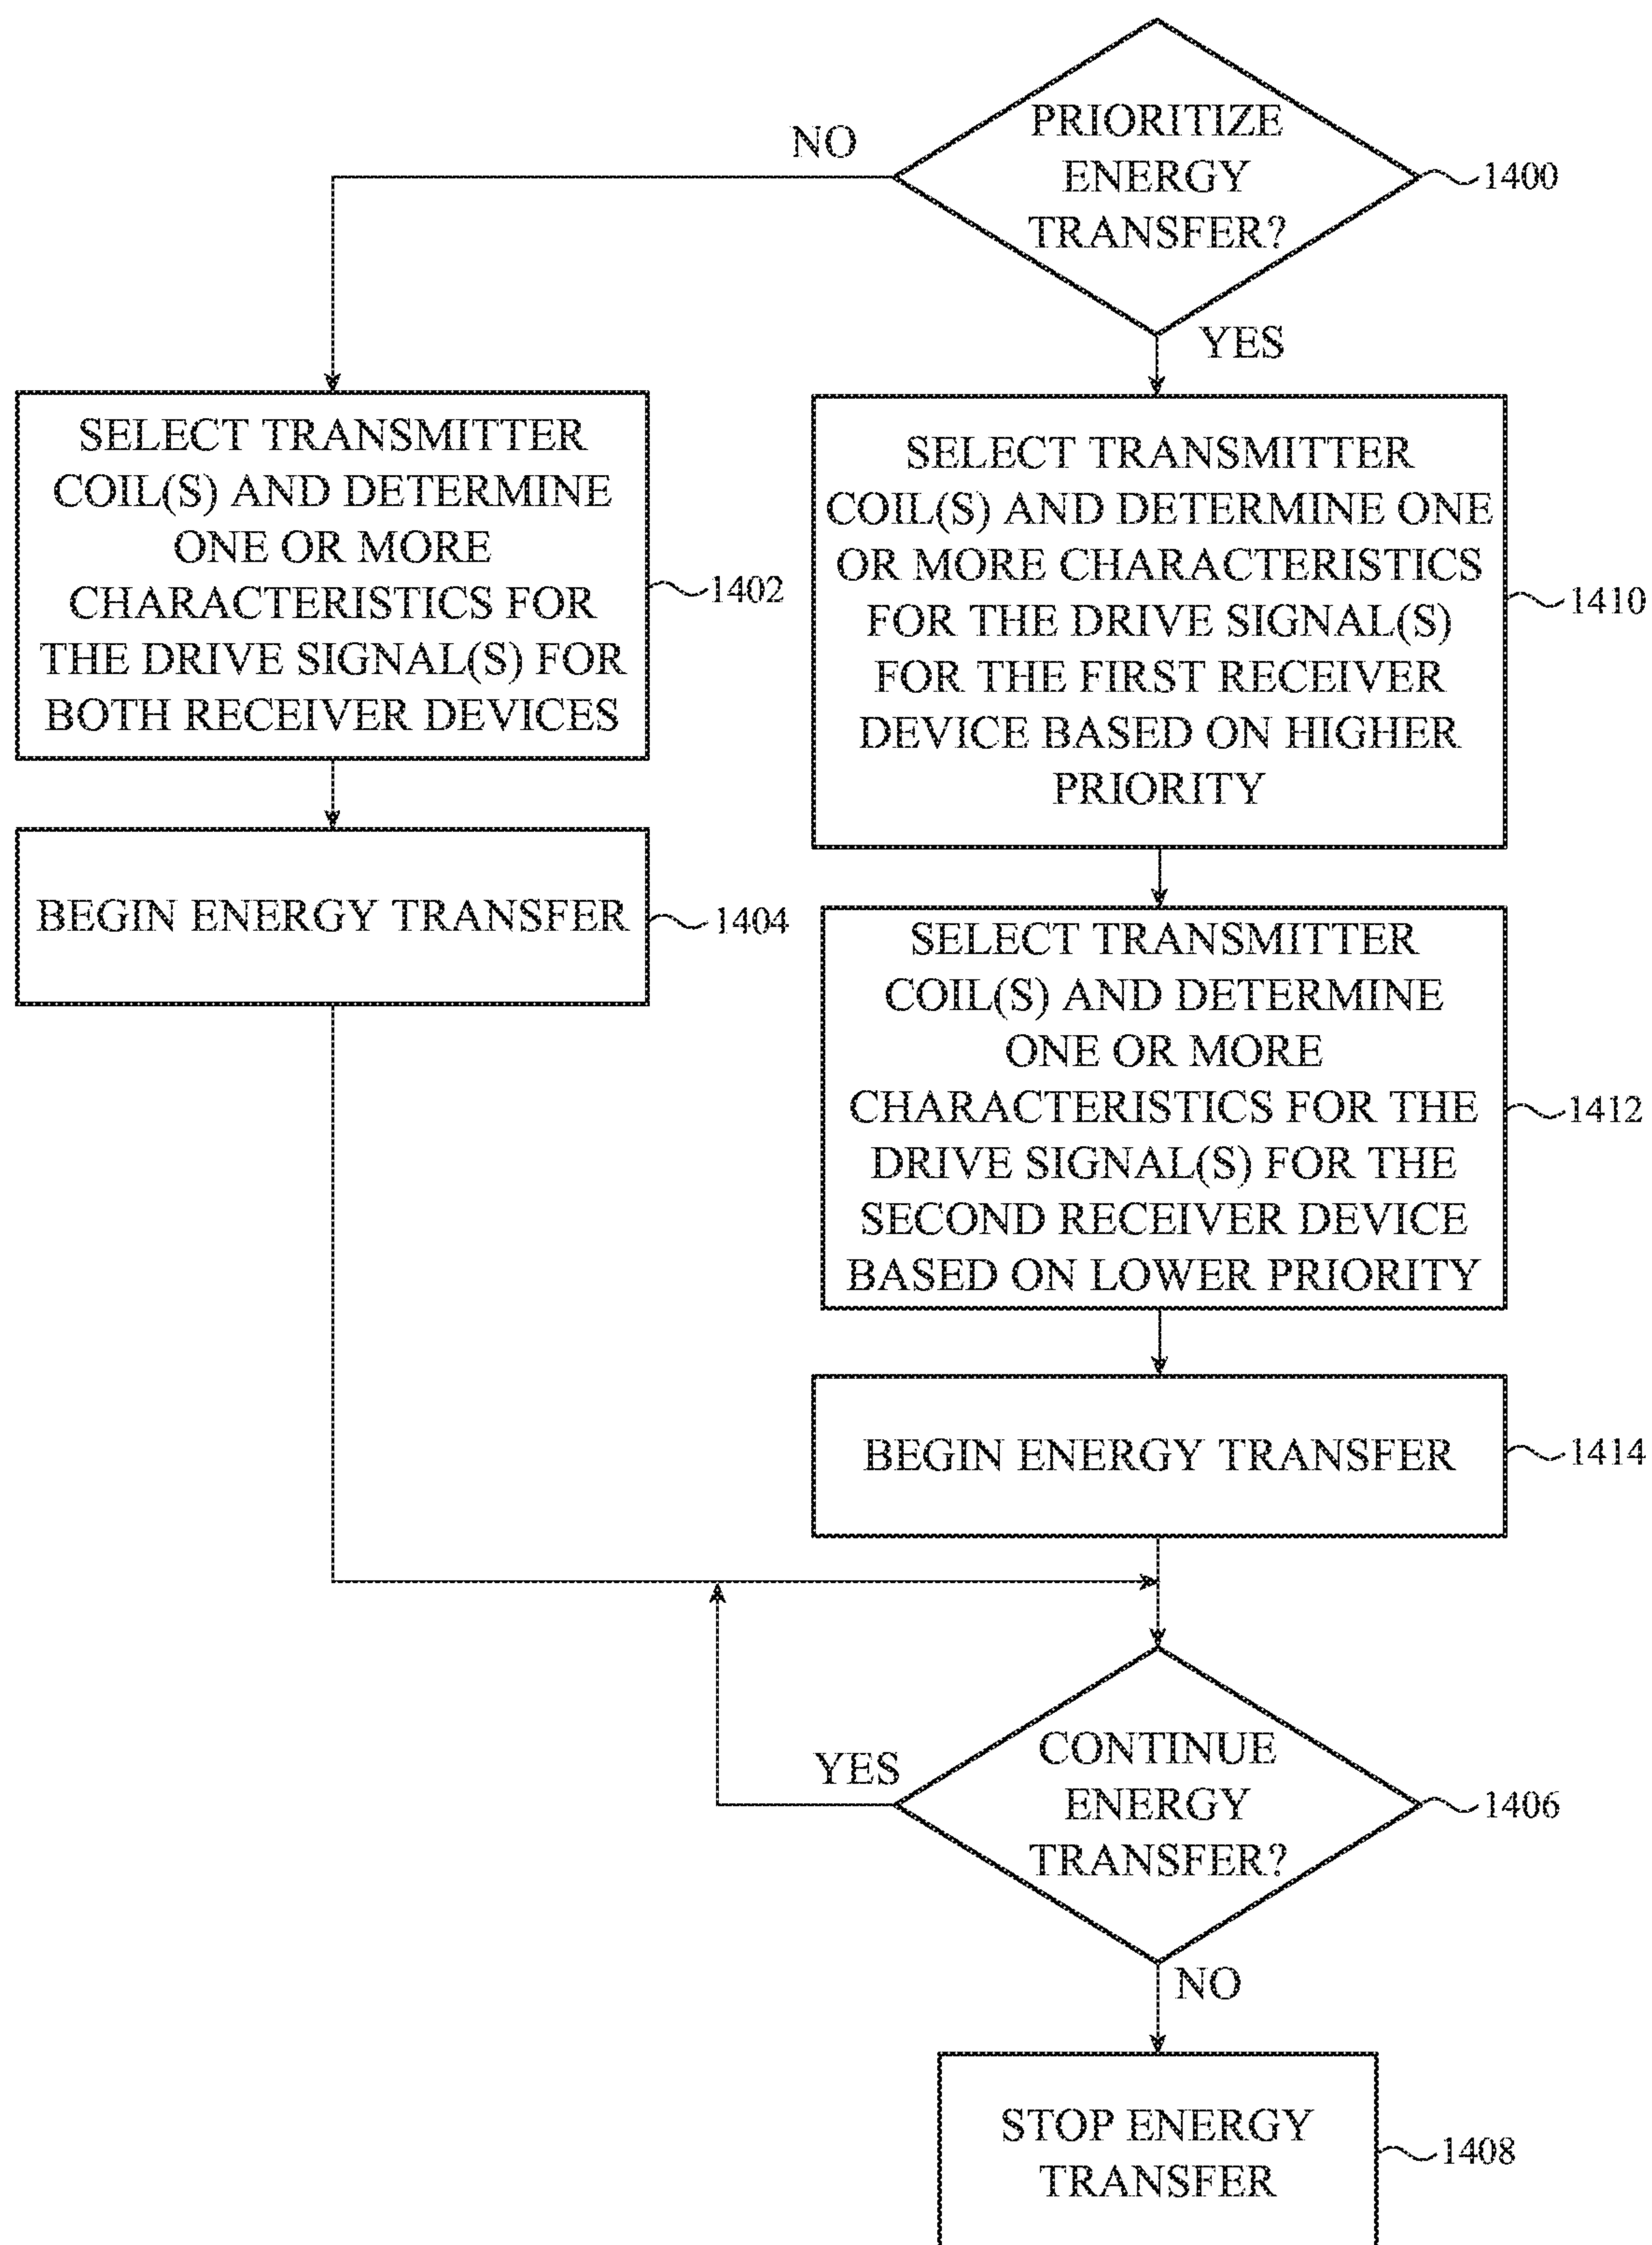 PRIORITIZE
ENERGY
TRANSFER?
1400
NO
YES
SELECT TRANSMITTER
COIL(S) AND DETERMINE
ONE OR MORE
CHARACTERISTICS FOR
THE DRIVE SIGNAL(S) FOR
BOTH RECEIVER DEVICES
1402
BEGIN ENERGY TRANSFER
1404
SELECT TRANSMITTER
COIL(S) AND DETERMINE ONE
OR MORE CHARACTERISTICS
FOR THE DRIVE SIGNAL(S)
FOR THE FIRST RECEIVER
DEVICE BASED ON HIGHER
PRIORITY
1410
SELECT TRANSMITTER
COIL(S) AND DETERMINE
ONE OR MORE
CHARACTERISTICS FOR THE
DRIVE SIGNAL(S) FOR THE
SECOND RECEIVER DEVICE
BASED ON LOWER PRIORITY
1412
BEGIN ENERGY TRANSFER
1414
CONTINUE
ENERGY
TRANSFER?
1406
YES
NO
STOP ENERGY
TRANSFER
1408